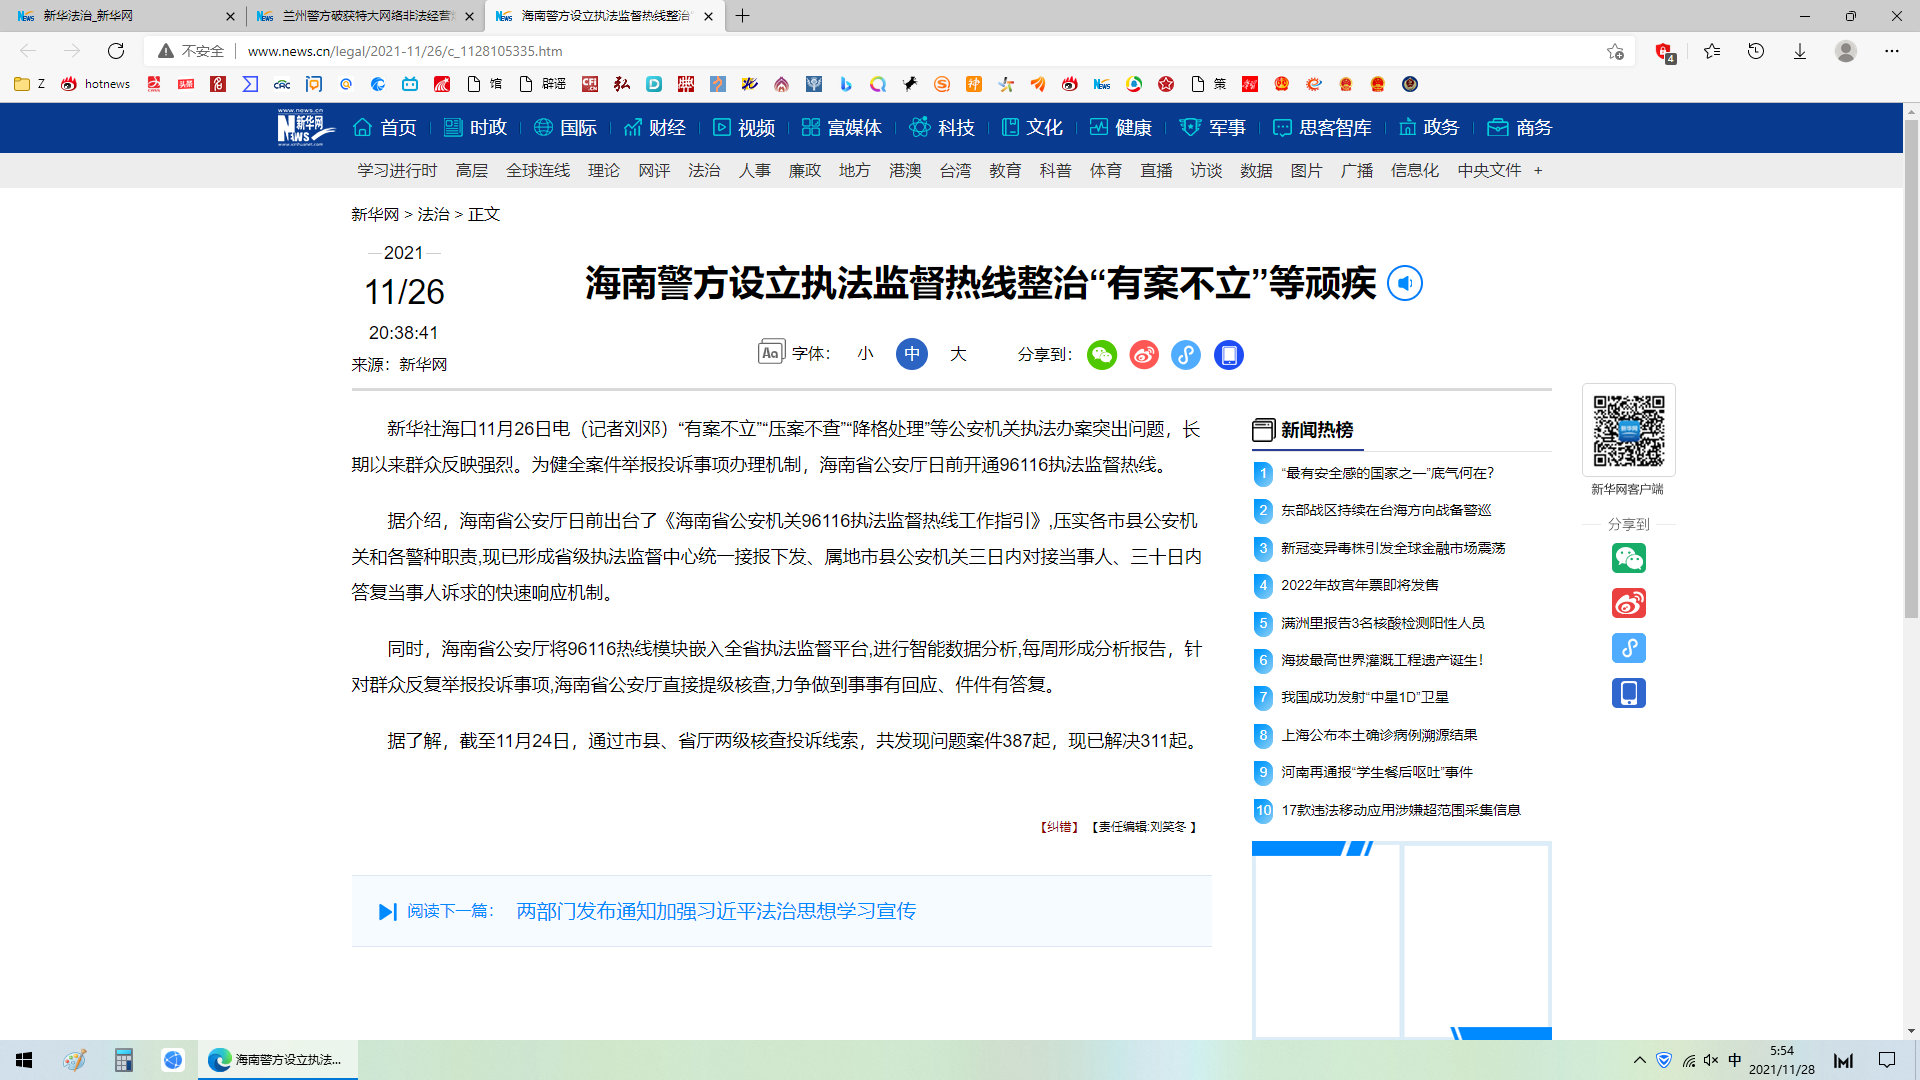 新华法治_新华网
兰州警方破获特大网络非法经营
海南警方设立执法监督热线整治“
不安全
www.news.cn/legal/2021-11/26/c_1128105335.htm
4
Z
hotnews
馆
辟谣
策
www.news.cn
新华网
News
www.xinhuanet.com
首页
时政
国际
财经
视频
富媒体
科技
文化
健康
军事
思客智库
政务
商务
学习进行时 高层 全球连线 理论 网评 法治 人事 廉政 地方 港澳 台湾 教育 科普 体育 直播 访谈 数据 图片 广播 信息化 中央文件 +
新华网 > 法治 > 正文
2021
11/26
20:38:41
来源：新华网
海南警方设立执法监督热线整治“有案不立”等顽疾
Aa 字体： 小 中 大
分享到：
新华社海口11月26日电（记者刘邓）“有案不立”“压案不查”“降格处理”等公安机关执法办案突出问题，长
期以来群众反映强烈。为健全案件举报投诉事项办理机制，海南省公安厅日前开通96116执法监督热线。
据介绍，海南省公安厅日前出台了《海南省公安机关96116执法监督热线工作指引》,压实各市县公安机
关和各警种职责,现已形成省级执法监督中心统一接报下发、属地市县公安机关三日内对接当事人、三十日内
答复当事人诉求的快速响应机制。
同时，海南省公安厅将96116热线模块嵌入全省执法监督平台,进行智能数据分析,每周形成分析报告，针
对群众反复举报投诉事项,海南省公安厅直接提级核查,力争做到事事有回应、件件有答复。
据了解，截至11月24日，通过市县、省厅两级核查投诉线索，共发现问题案件387起，现已解决311起。
【纠错】 【责任编辑:刘笑冬 】
阅读下一篇： 两部门发布通知加强习近平法治思想学习宣传
新闻热榜
1 “最有安全感的国家之一”底气何在？
2 东部战区持续在台海方向战备警巡
3 新冠变异毒株引发全球金融市场震荡
4 2022年故宫年票即将发售
5 满洲里报告3名核酸检测阳性人员
6 海拔最高世界灌溉工程遗产诞生！
7 我国成功发射“中星1D”卫星
8 上海公布本土确诊病例溯源结果
9 河南再通报“学生餐后呕吐”事件
10 17款违法移动应用涉嫌超范围采集信息
新华网
新华网客户端
分享到
海南警方设立执法...
中
5:54
2021/11/28